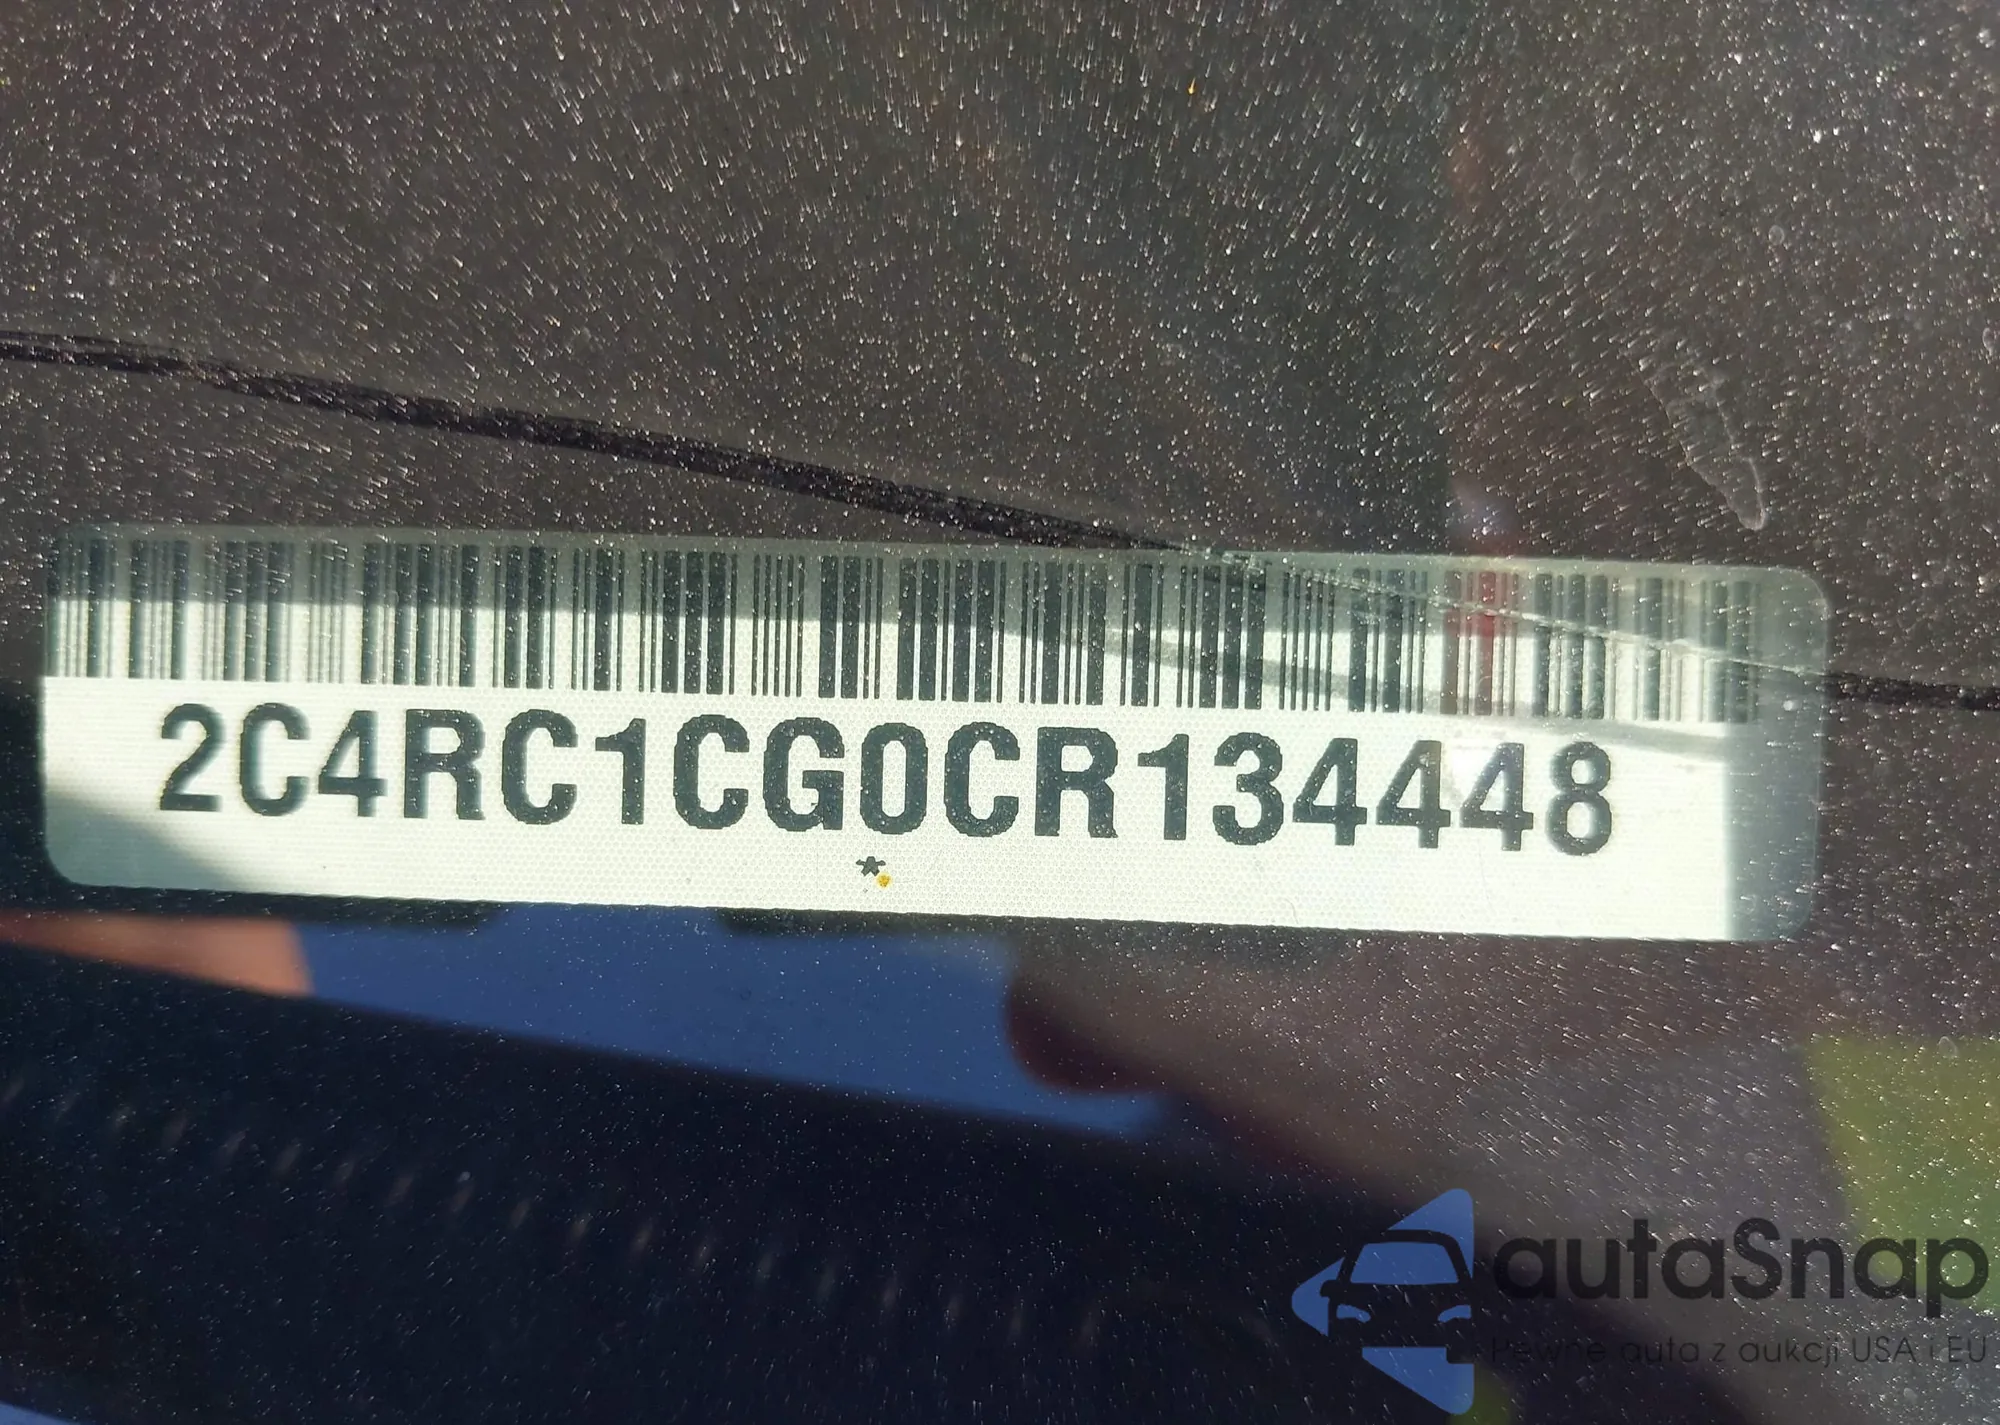 2C4RC1CG0CR134448
*
autaSnap
Pewne auta z aukcji USA i EU